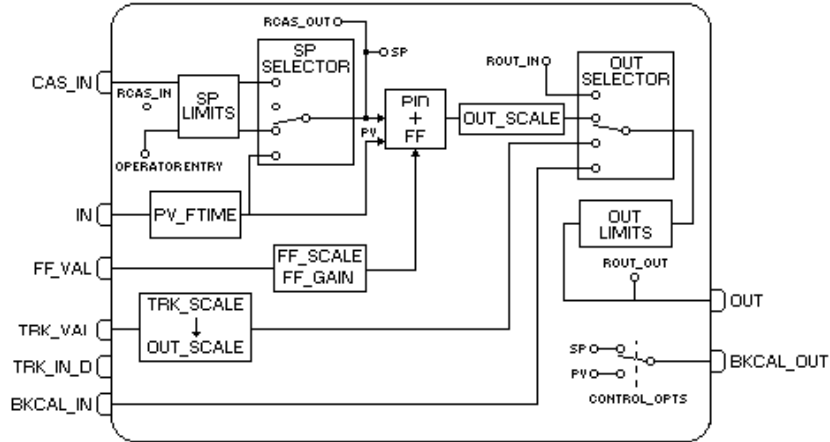 RCAS_OUT
SP
SP
SELECTOR
ROUT_IN
OUT
SELECTOR
CAS_IN
RCAS_IN
SP
LIMITS
PID
+
FF
OUT_SCALE
PV
OPERATOR ENTRY
IN
PV_FTIME
OUT
LIMITS
FF_VAL
FF_SCALE
FF_GAIN
ROUT_OUT
TRK_SCALE
OUT_SCALE
OUT
TRK_VAL
TRK_IN_D
SP
PV
BKCAL_OUT
CONTROL_OPTS
BKCAL_IN